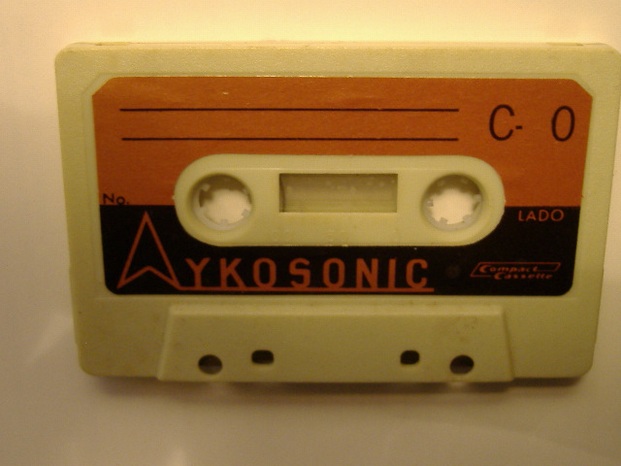 C- 0
No.
LADO
AYKOSONIC
Compact
Cassette